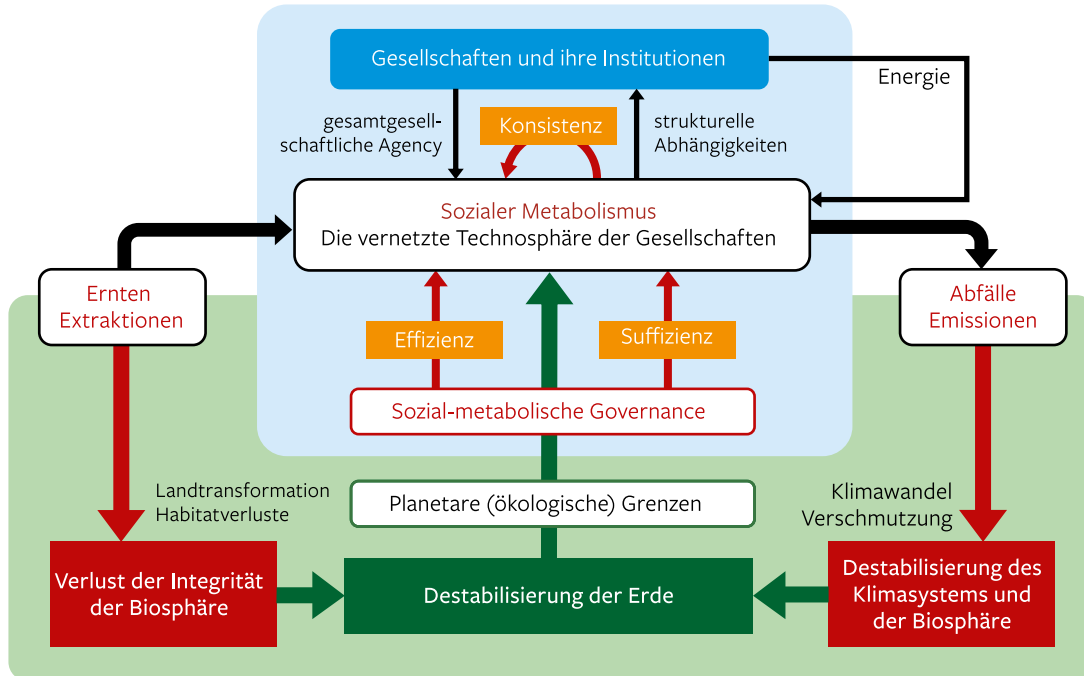 Gesellschaften und ihre Institutionen
Energie
gesamtgesell-
schaftliche Agency
Konsistenz
strukturelle
Abhängigkeiten
Sozialer Metabolismus
Die vernetzte Technosphäre der Gesellschaften
Ernten
Extraktionen
Abfälle
Emissionen
Effizienz
Suffizienz
Sozial-metabolische Governance
Landtransformation
Habitatverluste
Planetare (ökologische) Grenzen
Klimawandel
Verschmutzung
Verlust der Integrität
der Biosphäre
Destabilisierung der Erde
Destabilisierung des
Klimasystems und
der Biosphäre